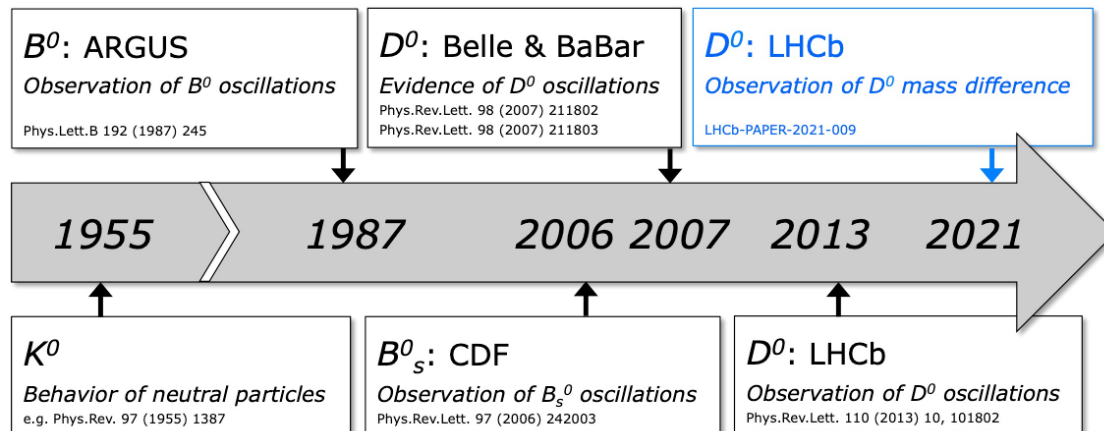 B⁰: ARGUS
Observation of B⁰ oscillations
Phys.Lett.B 192 (1987) 245
D⁰: Belle & BaBar
Evidence of D⁰ oscillations
Phys.Rev.Lett. 98 (2007) 211802
Phys.Rev.Lett. 98 (2007) 211803
D⁰: LHCb
Observation of D⁰ mass difference
LHCb-PAPER-2021-009
1955 1987 2006 2007 2013 2021
K⁰
Behavior of neutral particles
e.g. Phys.Rev. 97 (1955) 1387
B⁰ₛ: CDF
Observation of Bₛ⁰ oscillations
Phys.Rev.Lett. 97 (2006) 242003
D⁰: LHCb
Observation of D⁰ oscillations
Phys.Rev.Lett. 110 (2013) 10, 101802